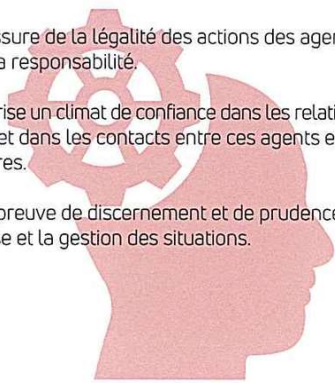 ssure de la légalité des actions des agen
a responsabilité.
rise un climat de confiance dans les relati
et dans les contacts entre ces agents e
res.
preuve de discernement et de prudence
se et la gestion des situations.